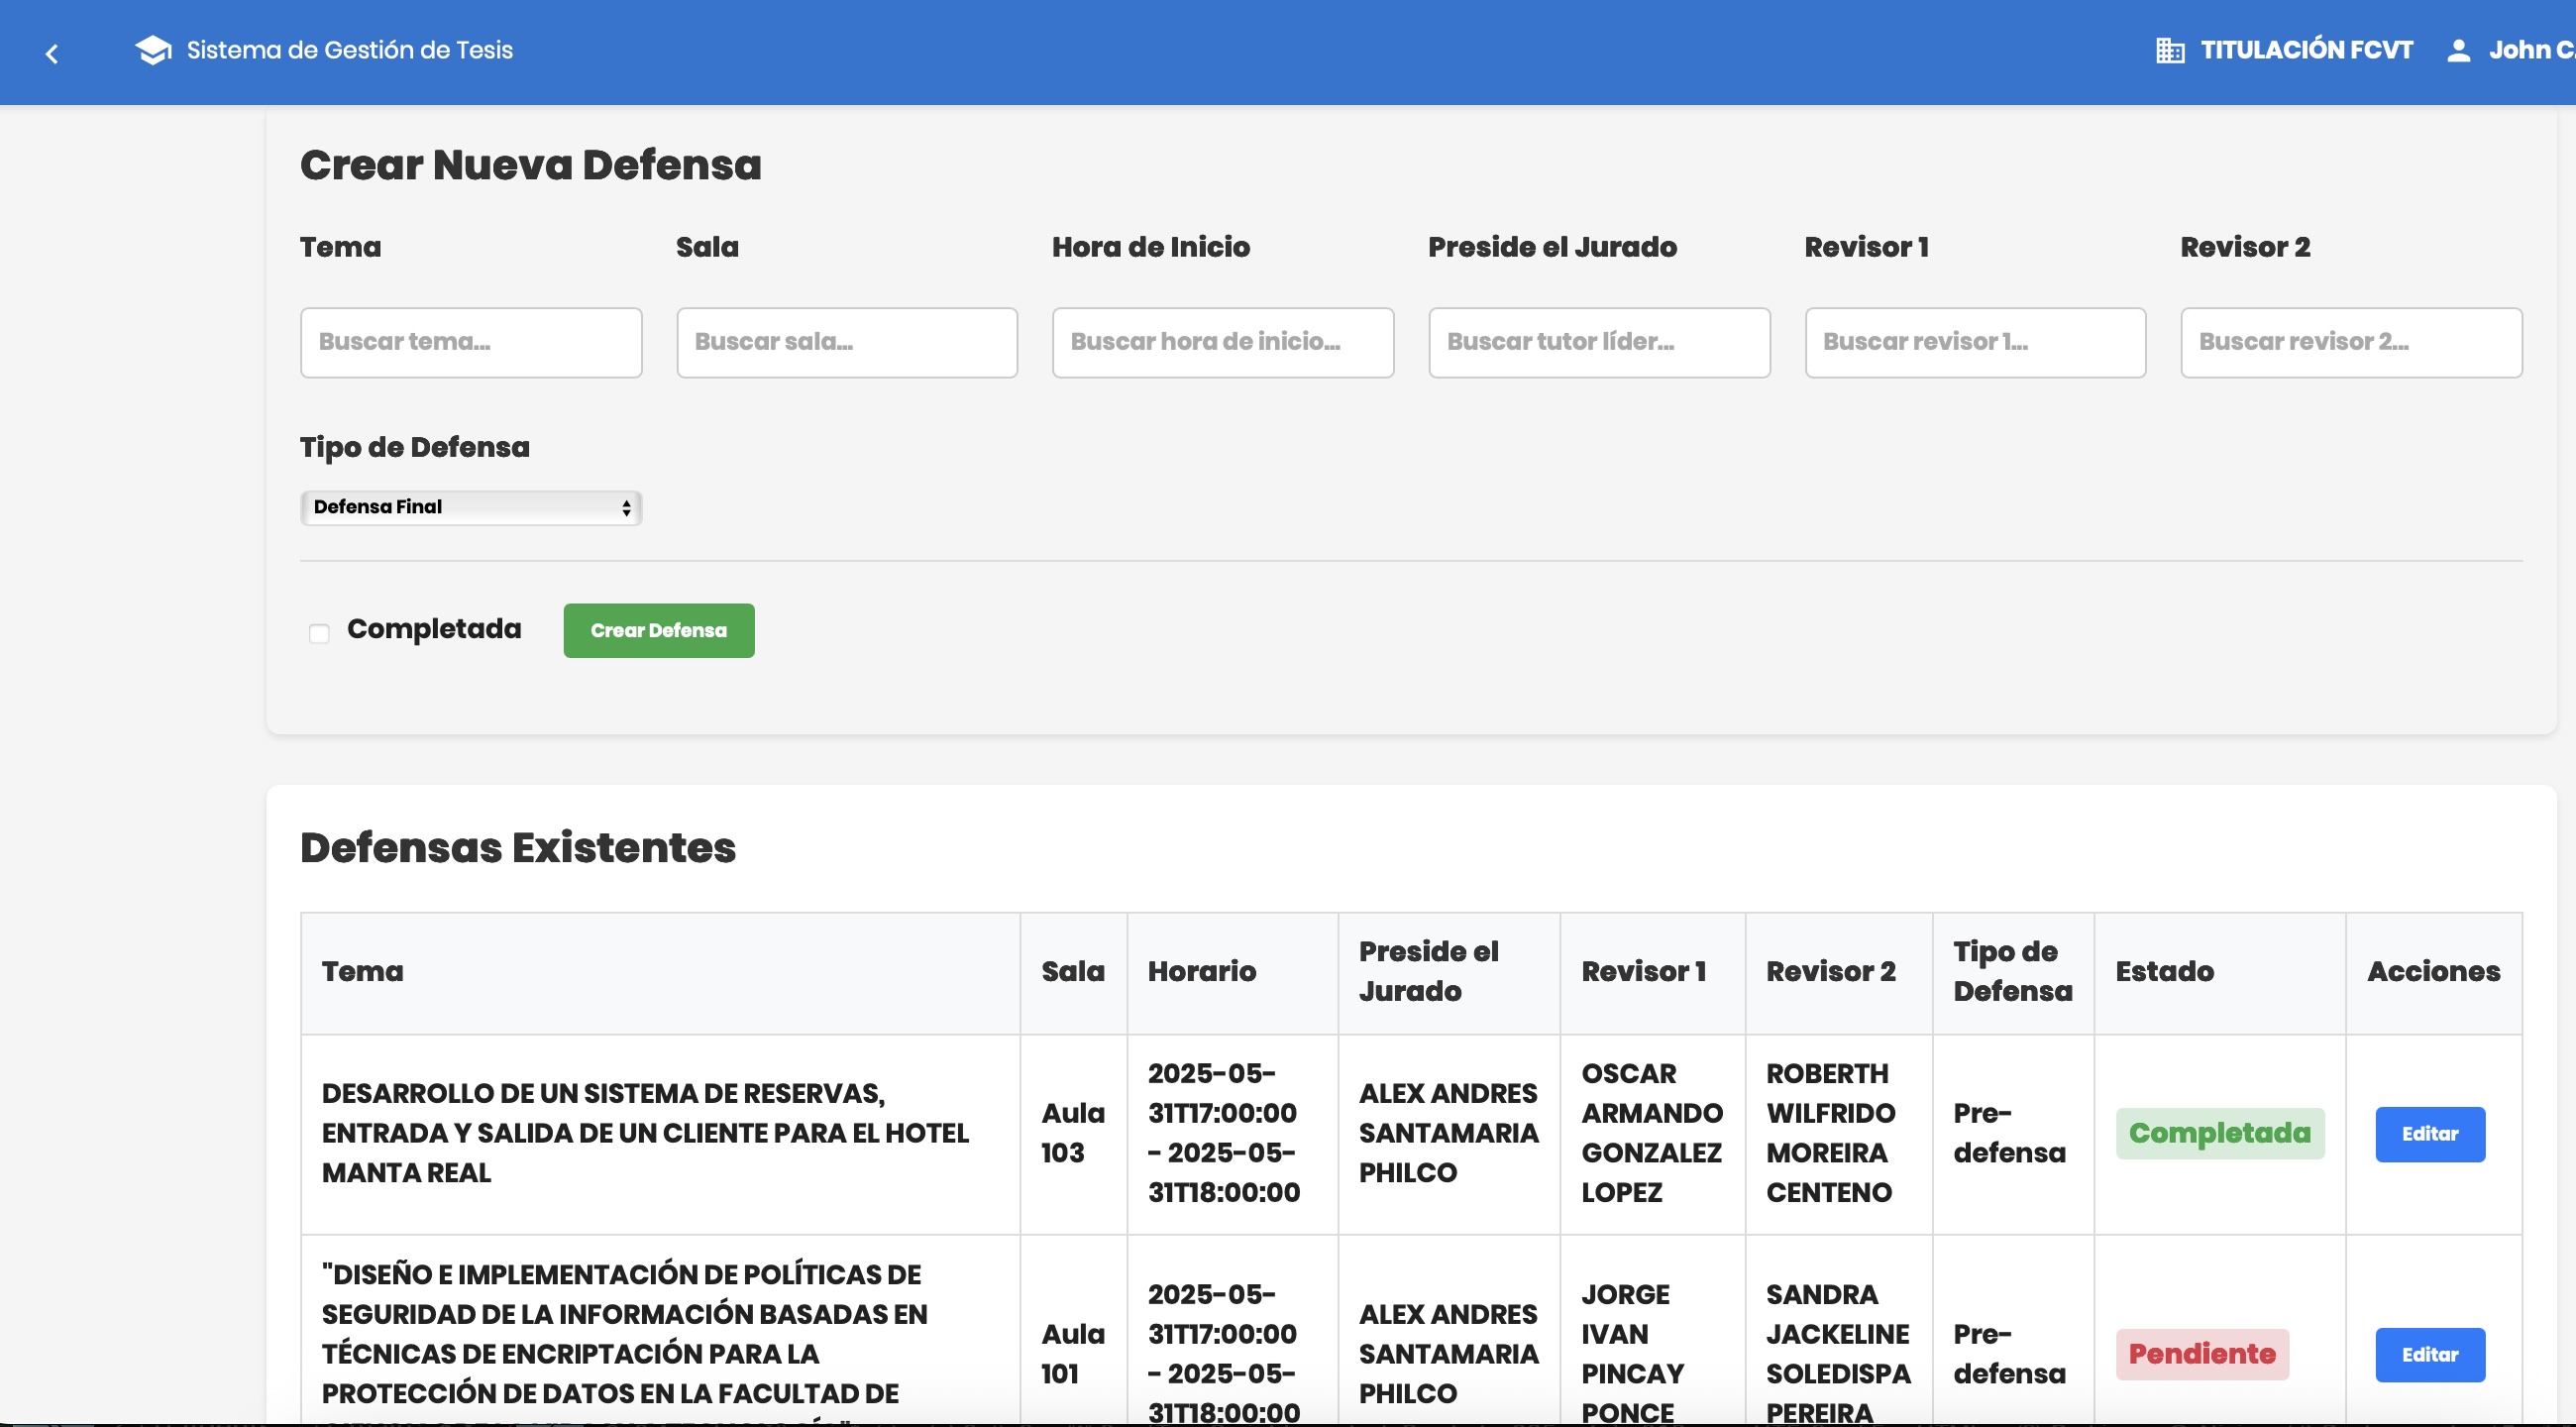 Sistema de Gestión de Tesis
TITULACIÓN FCVT
John C
Crear Nueva Defensa
Tema
Sala
Hora de Inicio
Preside el Jurado
Revisor 1
Revisor 2
Buscar tema...
Buscar sala...
Buscar hora de inicio...
Buscar tutor líder...
Buscar revisor 1...
Buscar revisor 2...
Tipo de Defensa
Defensa Final
Completada
Crear Defensa
Defensas Existentes
Tema
Sala
Horario
Preside el
Jurado
Revisor 1
Revisor 2
Tipo de
Defensa
Estado
Acciones
DESARROLLO DE UN SISTEMA DE RESERVAS,
ENTRADA Y SALIDA DE UN CLIENTE PARA EL HOTEL
MANTA REAL
Aula
103
2025-05-
31T17:00:00
- 2025-05-
31T18:00:00
ALEX ANDRES
SANTAMARIA
PHILCO
OSCAR
ARMANDO
GONZALEZ
LOPEZ
ROBERTH
WILFRIDO
MOREIRA
CENTENO
Pre-
defensa
Completada
Editar
"DISEÑO E IMPLEMENTACIÓN DE POLÍTICAS DE
SEGURIDAD DE LA INFORMACIÓN BASADAS EN
TÉCNICAS DE ENCRIPTACIÓN PARA LA
PROTECCIÓN DE DATOS EN LA FACULTAD DE
Aula
101
2025-05-
31T17:00:00
- 2025-05-
31T18:00:00
ALEX ANDRES
SANTAMARIA
PHILCO
JORGE
IVAN
PINCAY
PONCE
SANDRA
JACKELINE
SOLEDISPA
PEREIRA
Pre-
defensa
Pendiente
Editar